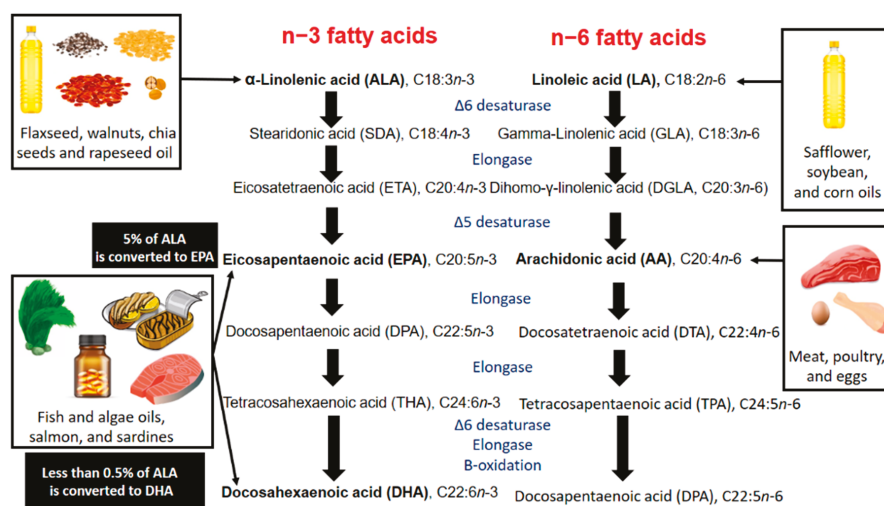 n−3 fatty acids
n−6 fatty acids
α-Linolenic acid (ALA), C18:3n-3
Linoleic acid (LA), C18:2n-6
Δ6 desaturase
Flaxseed, walnuts, chia
seeds and rapeseed oil
Stearidonic acid (SDA), C18:4n-3
Gamma-Linolenic acid (GLA), C18:3n-6
Safflower,
soybean,
and corn oils
Elongase
Eicosatetraenoic acid (ETA), C20:4n-3
Dihomo-γ-linolenic acid (DGLA, C20:3n-6)
Δ5 desaturase
5% of ALA
is converted to EPA
Eicosapentaenoic acid (EPA), C20:5n-3
Arachidonic acid (AA), C20:4n-6
Elongase
Docosapentaenoic acid (DPA), C22:5n-3
Docosatetraenoic acid (DTA), C22:4n-6
Meat, poultry,
and eggs
Elongase
Fish and algae oils,
salmon, and sardines
Tetracosahexaenoic acid (THA), C24:6n-3
Tetracosapentaenoic acid (TPA), C24:5n-6
Δ6 desaturase
Elongase
B-oxidation
Less than 0.5% of ALA
is converted to DHA
Docosahexaenoic acid (DHA), C22:6n-3
Docosapentaenoic acid (DPA), C22:5n-6